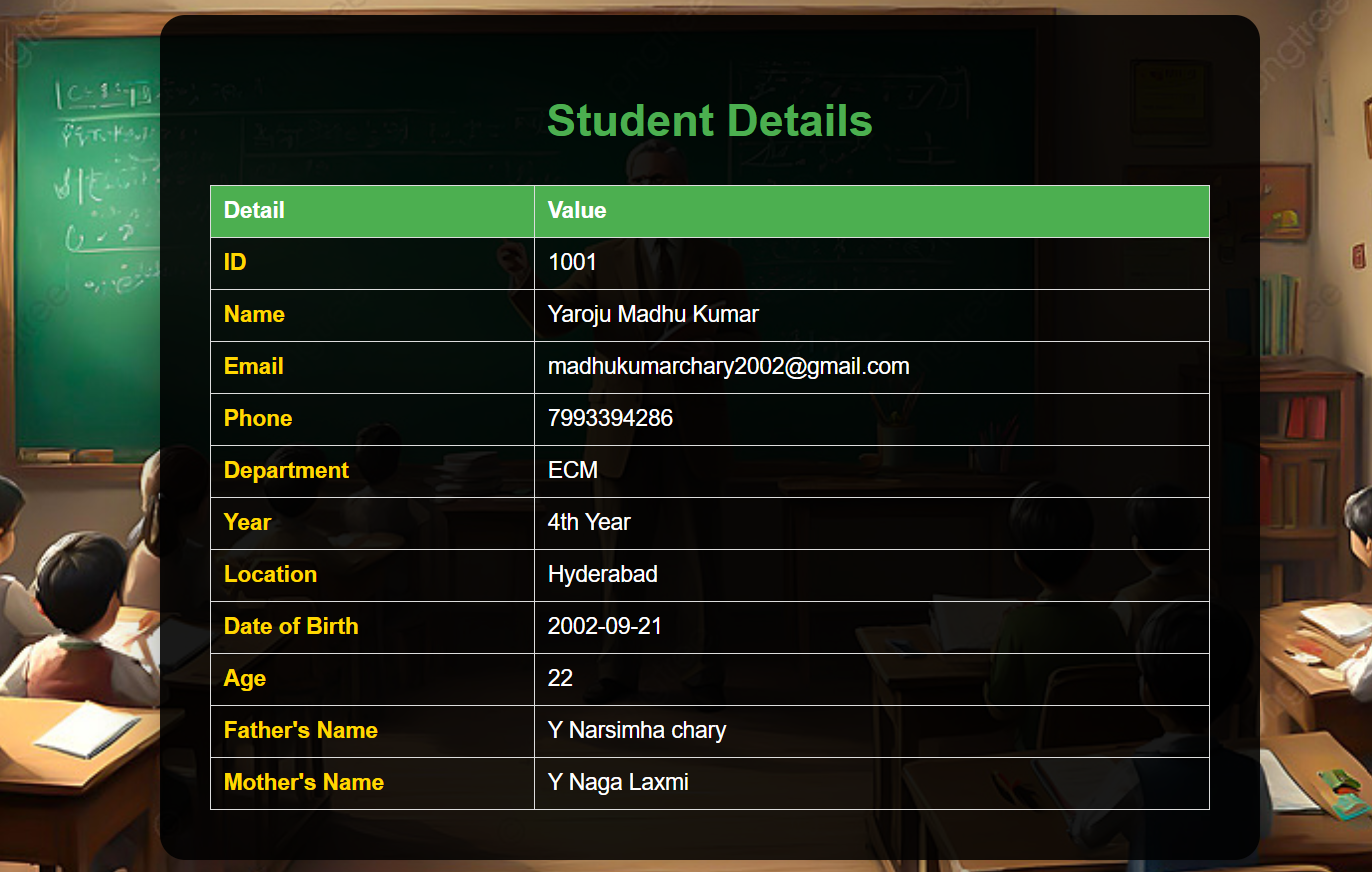 Student Details
Detail Value
ID 1001
Name Yaroju Madhu Kumar
Email madhukumarchary2002@gmail.com
Phone 7993394286
Department ECM
Year 4th Year
Location Hyderabad
Date of Birth 2002-09-21
Age 22
Father's Name Y Narsimha chary
Mother's Name Y Naga Laxmi